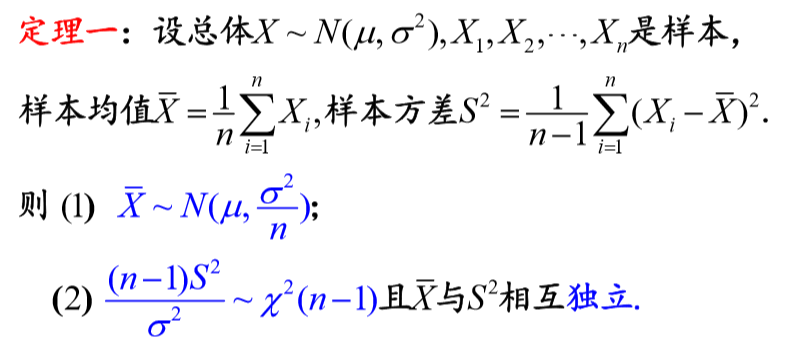 定理一：设总体X ~ N(μ, σ²), X₁, X₂, ⋯, Xₙ是样本，
样本均值X̄ = 1/n ∑ᵢ₌₁ⁿ Xᵢ, 样本方差S² = 1/(n−1) ∑ᵢ₌₁ⁿ (Xᵢ − X̄)².
则 (1) X̄ ~ N(μ, σ²/n);
(2) (n−1)S²/σ² ~ χ²(n−1)且X̄与S²相互独立.